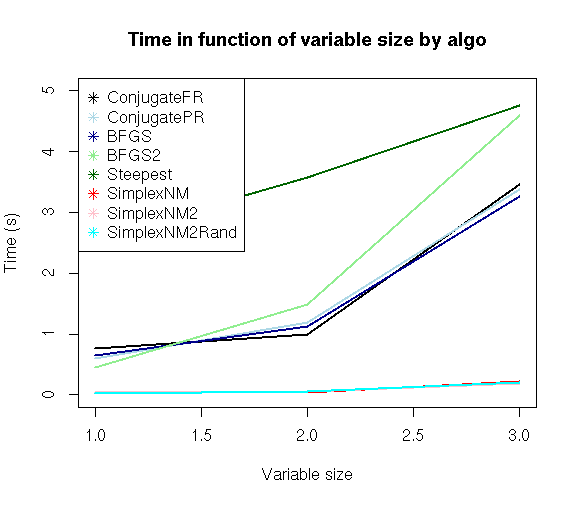 Time in function of variable size by algo
5
4
3
2
1
0
Time (s)
ConjugateFR
ConjugatePR
BFGS
BFGS2
Steepest
SimplexNM
SimplexNM2
SimplexNM2Rand
1.0 1.5 2.0 2.5 3.0
Variable size